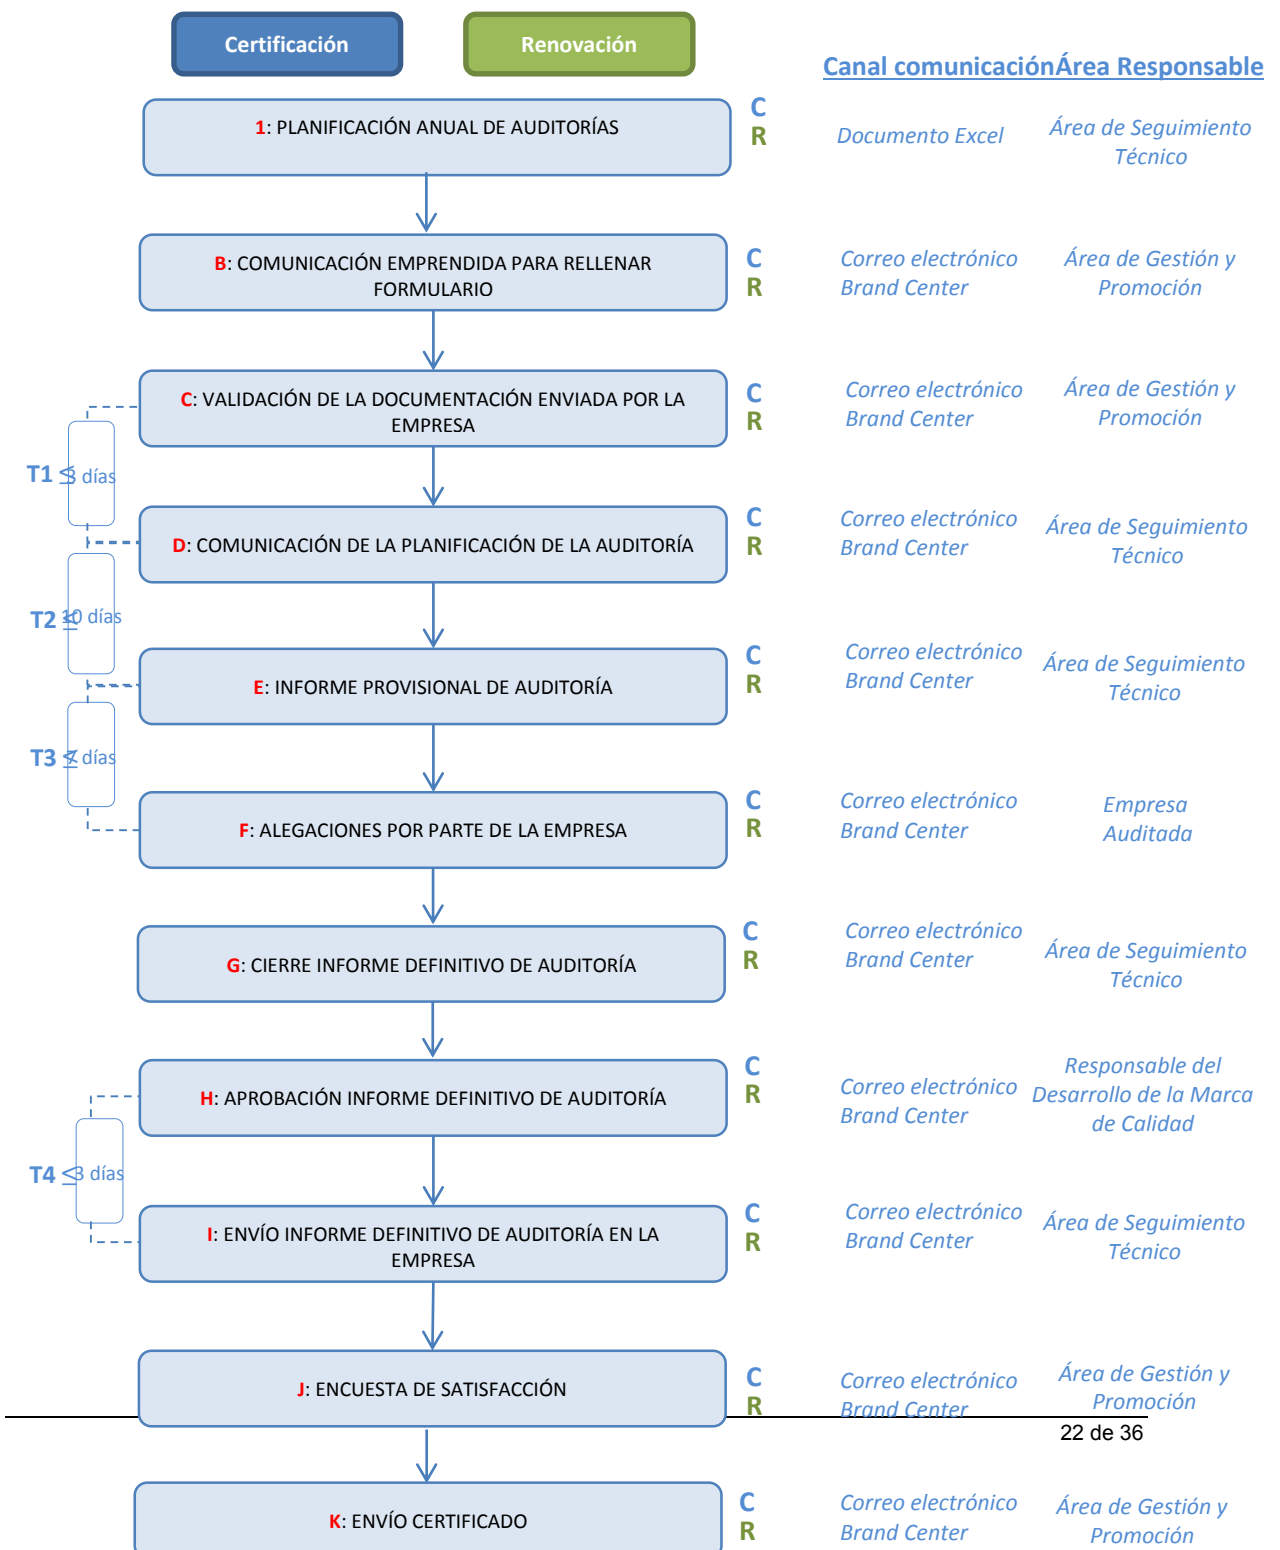 Certificación
Renovación
Canal comunicación
Área Responsable
1: PLANIFICACIÓN ANUAL DE AUDITORÍAS
C
R
Documento Excel
Área de Seguimiento
Técnico
B: COMUNICACIÓN EMPRENDIDA PARA RELLENAR
FORMULARIO
C
R
Correo electrónico
Brand Center
Área de Gestión y
Promoción
C: VALIDACIÓN DE LA DOCUMENTACIÓN ENVIADA POR LA
EMPRESA
C
R
Correo electrónico
Brand Center
Área de Gestión y
Promoción
T1 ≤
3 días
D: COMUNICACIÓN DE LA PLANIFICACIÓN DE LA AUDITORÍA
C
R
Correo electrónico
Brand Center
Área de Seguimiento
Técnico
T2 ≤
10 días
E: INFORME PROVISIONAL DE AUDITORÍA
C
R
Correo electrónico
Brand Center
Área de Seguimiento
Técnico
T3 ≤
7 días
F: ALEGACIONES POR PARTE DE LA EMPRESA
C
R
Correo electrónico
Brand Center
Empresa
Auditada
G: CIERRE INFORME DEFINITIVO DE AUDITORÍA
C
R
Correo electrónico
Brand Center
Área de Seguimiento
Técnico
H: APROBACIÓN INFORME DEFINITIVO DE AUDITORÍA
C
R
Correo electrónico
Brand Center
Responsable del
Desarrollo de la Marca
de Calidad
T4 ≤
3 días
I: ENVÍO INFORME DEFINITIVO DE AUDITORÍA EN LA
EMPRESA
C
R
Correo electrónico
Brand Center
Área de Seguimiento
Técnico
J: ENCUESTA DE SATISFACCIÓN
C
R
Correo electrónico
Brand Center
Área de Gestión y
Promoción
22 de 36
K: ENVÍO CERTIFICADO
C
R
Correo electrónico
Brand Center
Área de Gestión y
Promoción